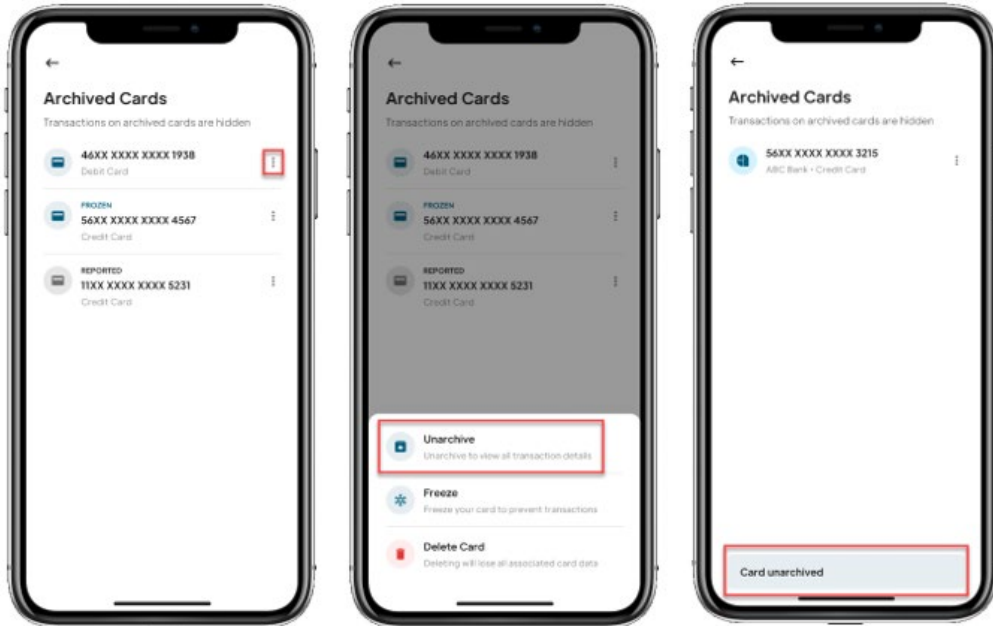 Archived Cards
Transactions on archived cards are hidden
46XX XXXX XXXX 1938
Debit Card
FROZEN
56XX XXXX XXXX 4567
Credit Card
REPORTED
11XX XXXX XXXX 5231
Credit Card
Archived Cards
Transactions on archived cards are hidden
46XX XXXX XXXX 1938
Debit Card
FROZEN
56XX XXXX XXXX 4567
Credit Card
REPORTED
11XX XXXX XXXX 5231
Credit Card
Unarchive
Unarchive to view all transaction details
Freeze
Freeze your card to prevent transactions
Delete Card
Deleting will lose all associated card data
Archived Cards
Transactions on archived cards are hidden
56XX XXXX XXXX 3215
ABC Bank • Credit Card
Card unarchived